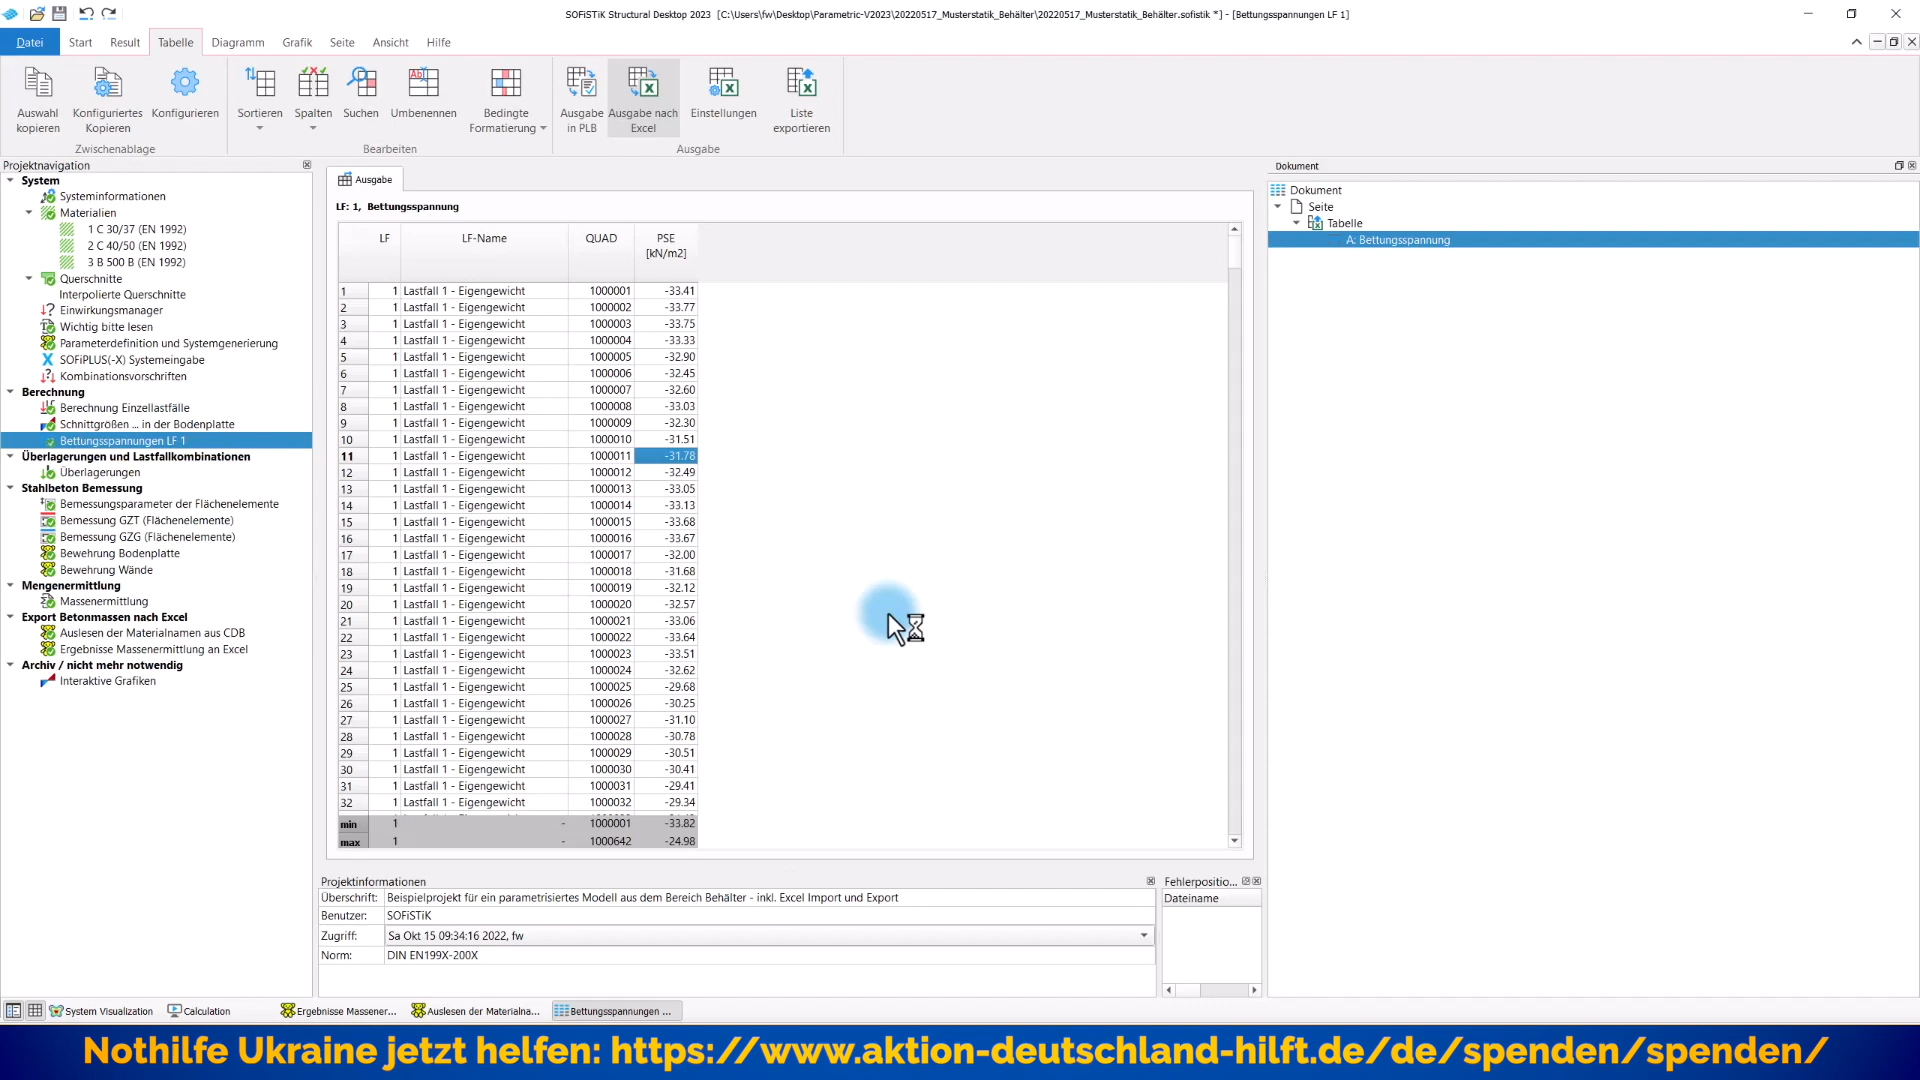 SOFiSTiK Structural Desktop 2023   [C:\Users\fw\Desktop\Parametric-V2023\20220517_Musterstatik_Behälter\20220517_Musterstatik_Behälter.sofistik *] - [Bettungsspannungen LF 1]
Datei Start Result Tabelle Diagramm Grafik Seite Ansicht Hilfe
Auswahl kopieren
Konfiguriertes Kopieren
Konfigurieren
Sortieren
Spalten
Suchen
Umbenennen
Bedingte Formatierung
Ausgabe in PLB
Ausgabe nach Excel
Einstellungen
Liste exportieren
Zwischenablage
Bearbeiten
Ausgabe
Projektnavigation
System
Systeminformationen
Materialien
1 C 30/37 (EN 1992)
2 C 40/50 (EN 1992)
3 B 500 B (EN 1992)
Querschnitte
Interpolierte Querschnitte
Einwirkungsmanager
Wichtig bitte lesen
Parameterdefinition und Systemgenerierung
SOFiPLUS(-X) Systemeingabe
Kombinationsvorschriften
Berechnung
Berechnung Einzellastfälle
Schnittgrößen ... in der Bodenplatte
Bettungsspannungen LF 1
Überlagerungen und Lastfallkombinationen
Überlagerungen
Stahlbeton Bemessung
Bemessungsparameter der Flächenelemente
Bemessung GZT (Flächenelemente)
Bemessung GZG (Flächenelemente)
Bewehrung Bodenplatte
Bewehrung Wände
Mengenermittlung
Massenermittlung
Export Betonmassen nach Excel
Auslesen der Materialnamen aus CDB
Ergebnisse Massenermittlung an Excel
Archiv / nicht mehr notwendig
Interaktive Grafiken
Ausgabe
LF: 1,  Bettungsspannung
LF LF-Name QUAD PSE
[kN/m2]
1 1 Lastfall 1 - Eigengewicht 1000001 -33.41
2 1 Lastfall 1 - Eigengewicht 1000002 -33.77
3 1 Lastfall 1 - Eigengewicht 1000003 -33.75
4 1 Lastfall 1 - Eigengewicht 1000004 -33.33
5 1 Lastfall 1 - Eigengewicht 1000005 -32.90
6 1 Lastfall 1 - Eigengewicht 1000006 -32.45
7 1 Lastfall 1 - Eigengewicht 1000007 -32.60
8 1 Lastfall 1 - Eigengewicht 1000008 -33.03
9 1 Lastfall 1 - Eigengewicht 1000009 -32.30
10 1 Lastfall 1 - Eigengewicht 1000010 -31.51
11 1 Lastfall 1 - Eigengewicht 1000011 -31.78
12 1 Lastfall 1 - Eigengewicht 1000012 -32.49
13 1 Lastfall 1 - Eigengewicht 1000013 -33.05
14 1 Lastfall 1 - Eigengewicht 1000014 -33.13
15 1 Lastfall 1 - Eigengewicht 1000015 -33.68
16 1 Lastfall 1 - Eigengewicht 1000016 -33.67
17 1 Lastfall 1 - Eigengewicht 1000017 -32.00
18 1 Lastfall 1 - Eigengewicht 1000018 -31.68
19 1 Lastfall 1 - Eigengewicht 1000019 -32.12
20 1 Lastfall 1 - Eigengewicht 1000020 -32.57
21 1 Lastfall 1 - Eigengewicht 1000021 -33.06
22 1 Lastfall 1 - Eigengewicht 1000022 -33.64
23 1 Lastfall 1 - Eigengewicht 1000023 -33.51
24 1 Lastfall 1 - Eigengewicht 1000024 -32.62
25 1 Lastfall 1 - Eigengewicht 1000025 -29.68
26 1 Lastfall 1 - Eigengewicht 1000026 -30.25
27 1 Lastfall 1 - Eigengewicht 1000027 -31.10
28 1 Lastfall 1 - Eigengewicht 1000028 -30.78
29 1 Lastfall 1 - Eigengewicht 1000029 -30.51
30 1 Lastfall 1 - Eigengewicht 1000030 -30.41
31 1 Lastfall 1 - Eigengewicht 1000031 -29.41
32 1 Lastfall 1 - Eigengewicht 1000032 -29.34
min 1 - 1000001 -33.82
max 1 - 1000642 -24.98
Dokument
Dokument
Seite
Tabelle
A: Bettungsspannung
Projektinformationen
Überschrift: Beispielprojekt für ein parametrisiertes Modell aus dem Bereich Behälter - inkl. Excel Import und Export
Benutzer: SOFiSTiK
Zugriff: Sa Okt 15 09:34:16 2022, fw
Norm: DIN EN199X-200X
Fehlerpositio...
Dateiname
System Visualization Calculation Ergebnisse Massener... Auslesen der Materialna... Bettungsspannungen ...
Nothilfe Ukraine jetzt helfen: https://www.aktion-deutschland-hilft.de/de/spenden/spenden/